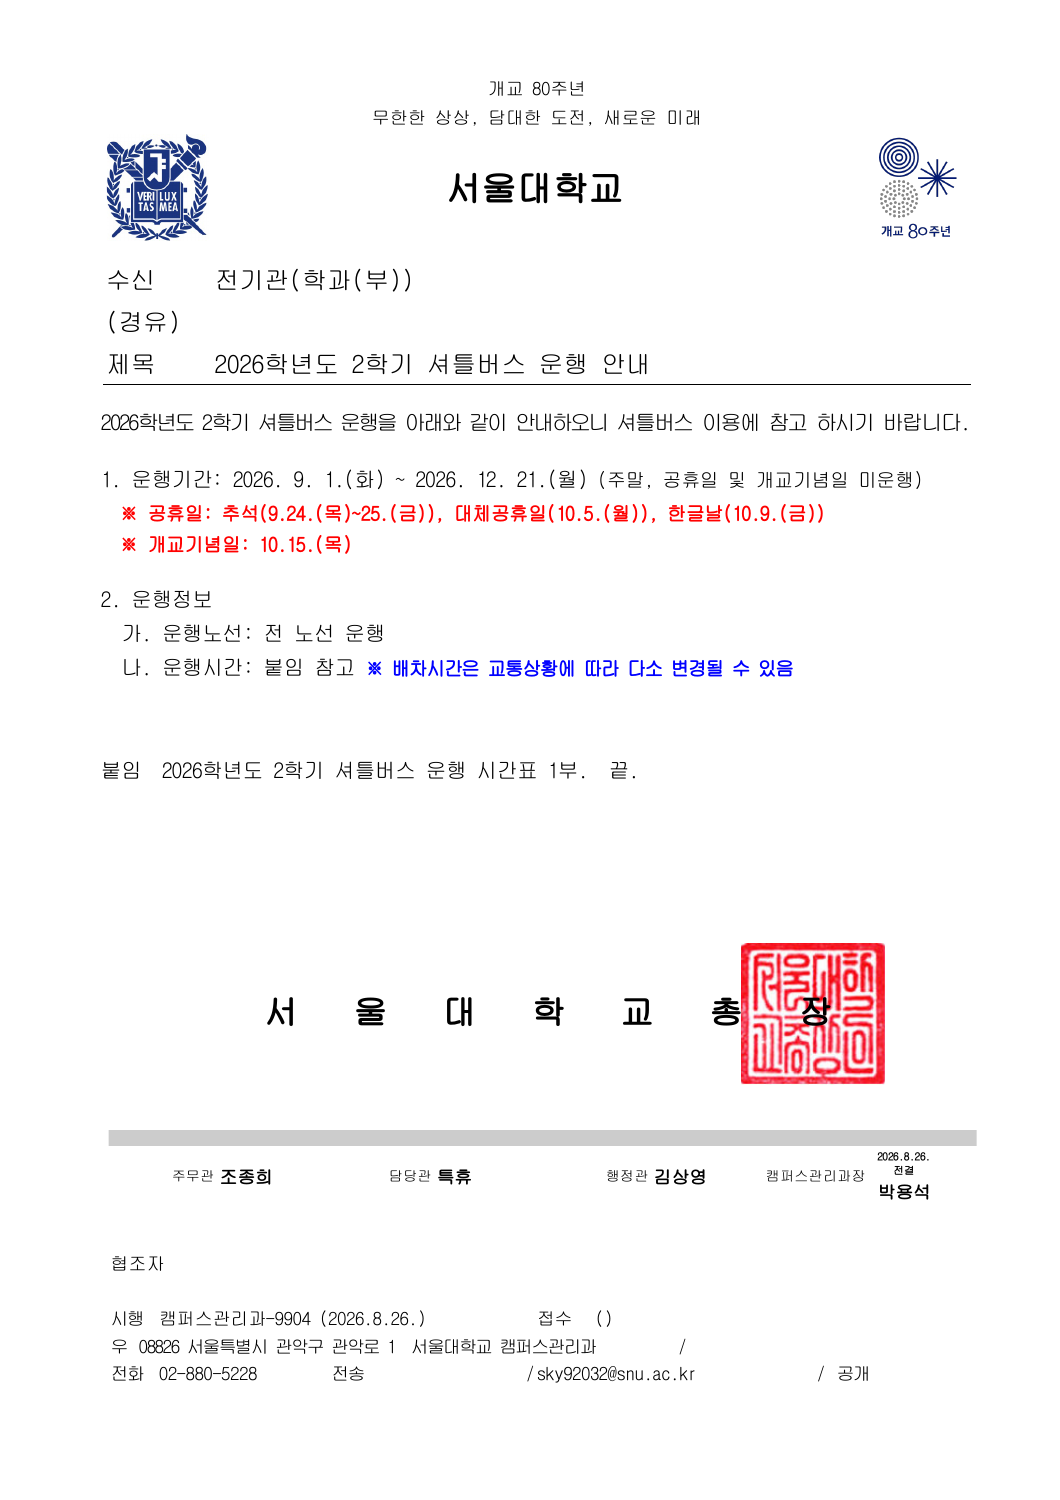 개교 80주년
무한한 상상, 담대한 도전, 새로운 미래
VERI LUX
TAS MEA
서울대학교
개교 80주년
수신 전기관(학과(부))
(경유)
제목 2026학년도 2학기 셔틀버스 운행 안내
2026학년도 2학기 셔틀버스 운행을 아래와 같이 안내하오니 셔틀버스 이용에 참고 하시기 바랍니다.
1. 운행기간: 2026. 9. 1.(화) ~ 2026. 12. 21.(월) (주말, 공휴일 및 개교기념일 미운행)
※ 공휴일: 추석(9.24.(목)~25.(금)), 대체공휴일(10.5.(월)), 한글날(10.9.(금))
※ 개교기념일: 10.15.(목)
2. 운행정보
가. 운행노선: 전 노선 운행
나. 운행시간: 붙임 참고 ※ 배차시간은 교통상황에 따라 다소 변경될 수 있음
붙임 2026학년도 2학기 셔틀버스 운행 시간표 1부. 끝.
서 울 대 학 교 총 장
주무관 조종희 담당관 특휴 행정관 김상영 캠퍼스관리과장 2026.8.26. 전결 박용석
협조자
시행 캠퍼스관리과-9904 (2026.8.26.) 접수 ()
우 08826 서울특별시 관악구 관악로 1 서울대학교 캠퍼스관리과 /
전화 02-880-5228 전송 /sky92032@snu.ac.kr / 공개